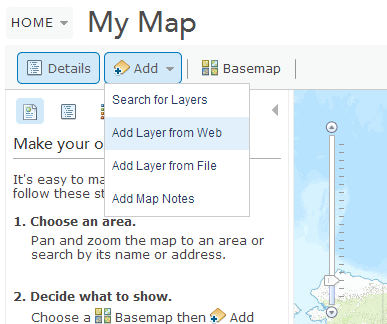 HOME My Map
Details Add Basemap
Search for Layers
Add Layer from Web
Add Layer from File
Add Map Notes
Make your o
It's easy to ma
follow these st
1. Choose an area.
Pan and zoom the map to an area or
search by its name or address.
2. Decide what to show.
Choose a Basemap then Add